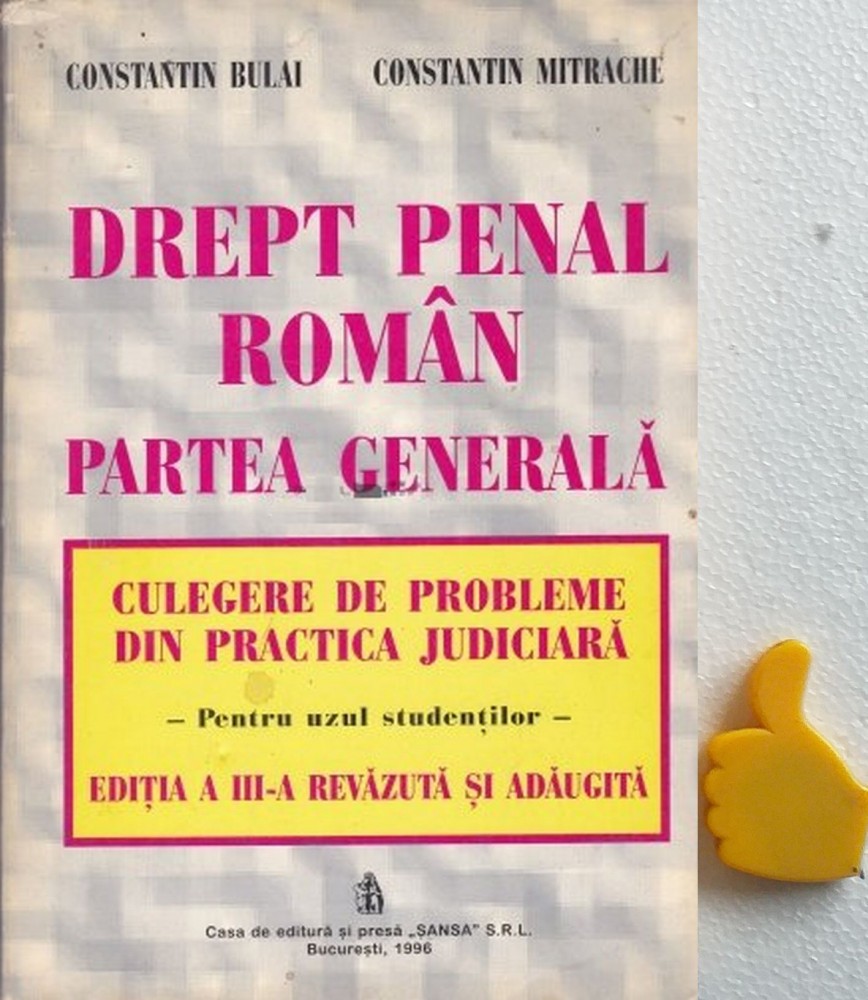 CONSTANTIN BULAI CONSTANTIN MITRACHE
DREPT PENAL
ROMÂN
PARTEA GENERALĂ
CULEGERE DE PROBLEME
DIN PRACTICA JUDICIARĂ
– Pentru uzul studenților –
EDIȚIA A III-A REVĂZUTĂ ȘI ADĂUGITĂ
Casa de editură și presă „ȘANSA" S.R.L.
București, 1996